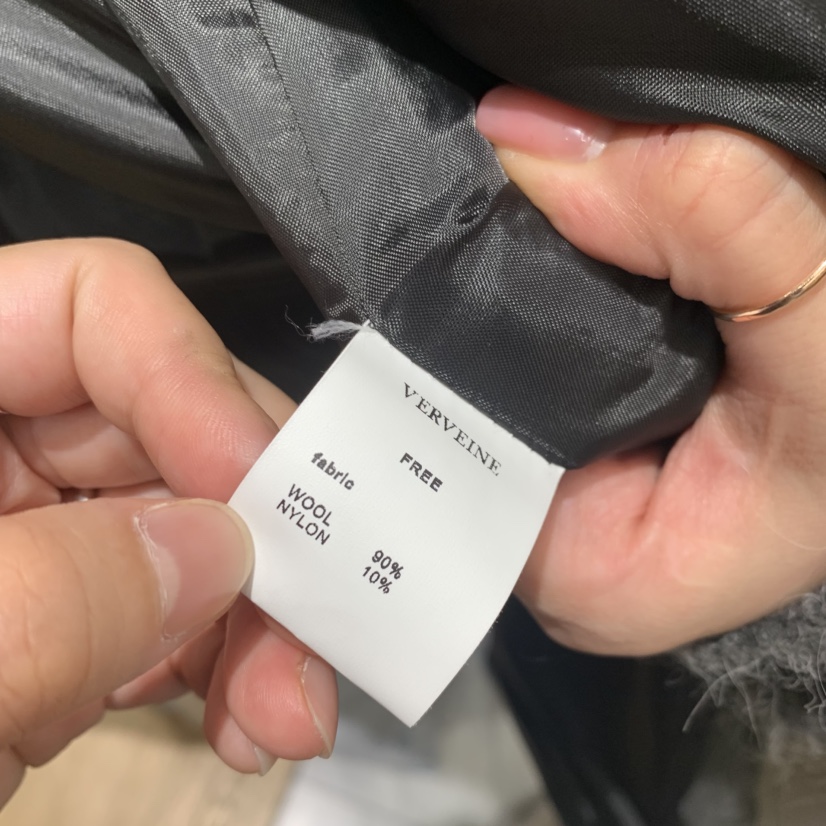 VERVEINE
FREE
fabric
WOOL 90%
NYLON 10%